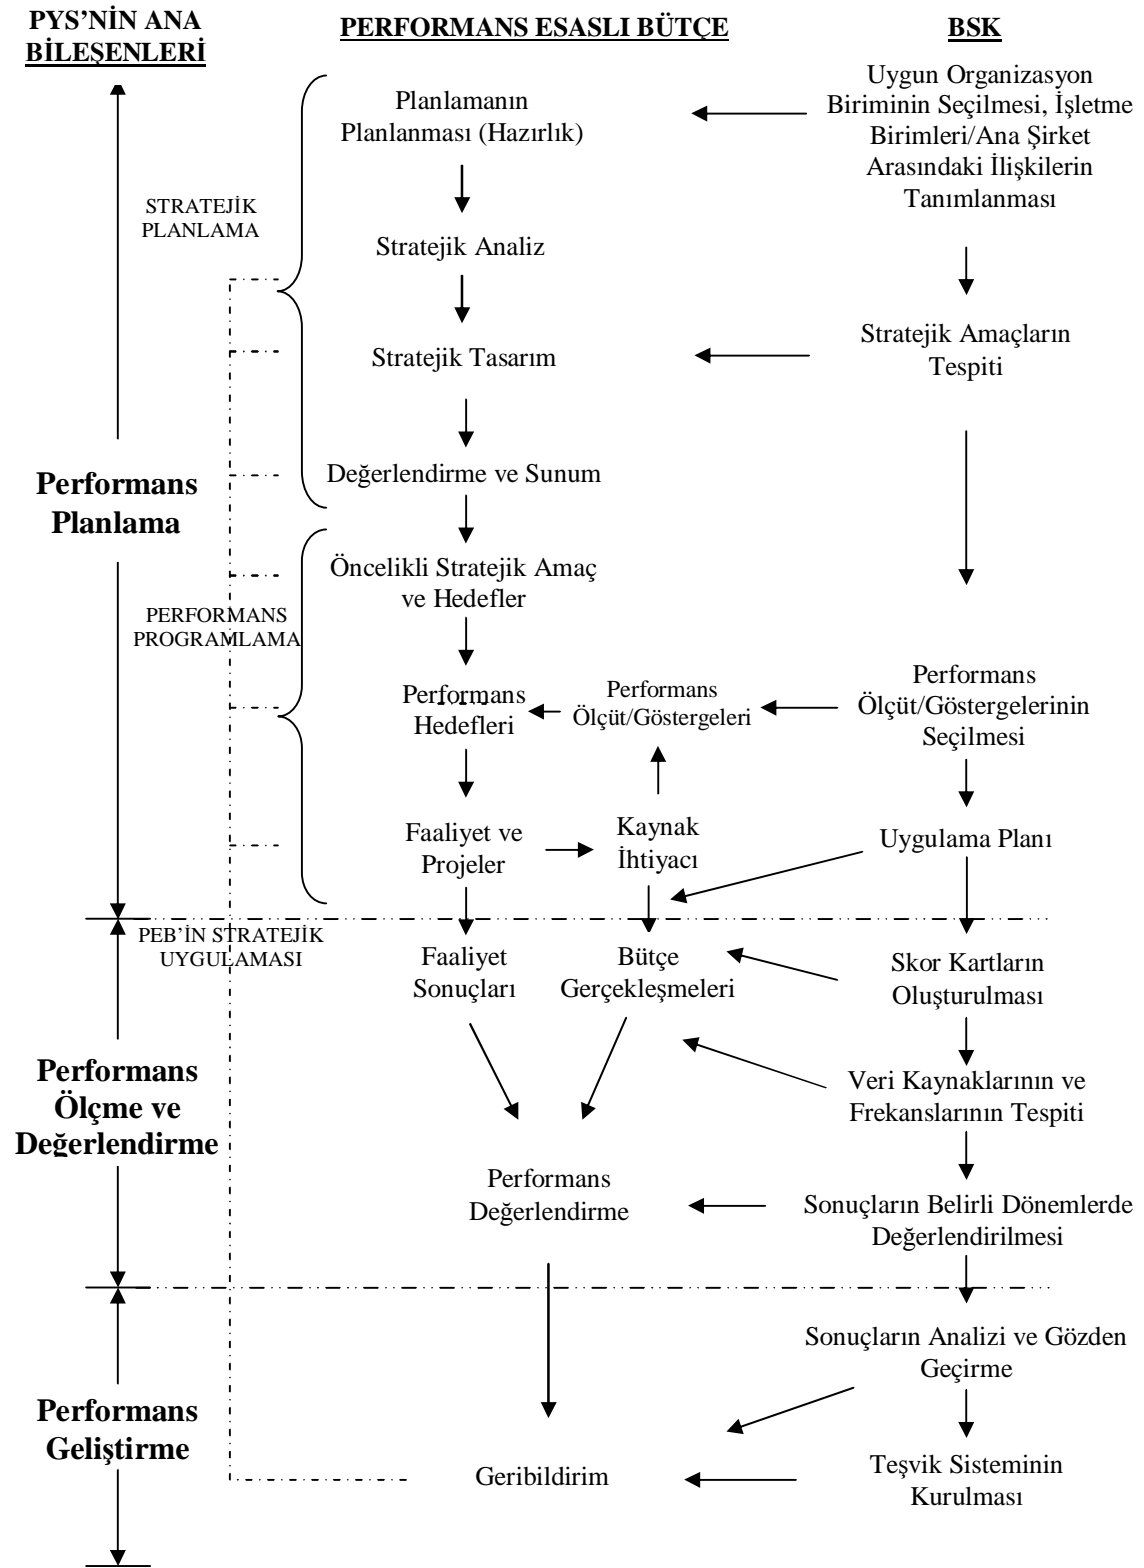 PYS’NİN ANA
BİLEŞENLERİ
PERFORMANS ESASLI BÜTÇE
BSK
Planlamanın
Planlanması (Hazırlık)
Uygun Organizasyon
Biriminin Seçilmesi, İşletme
Birimleri/Ana Şirket
Arasındaki İlişkilerin
Tanımlanması
STRATEJİK
PLANLAMA
Stratejik Analiz
Stratejik Tasarım
Stratejik Amaçların
Tespiti
Değerlendirme ve Sunum
Performans
Planlama
Öncelikli Stratejik Amaç
ve Hedefler
PERFORMANS
PROGRAMLAMA
Performans
Hedefleri
Performans
Ölçüt/Göstergeleri
Performans
Ölçüt/Göstergelerinin
Seçilmesi
Faaliyet ve
Projeler
Kaynak
İhtiyacı
Uygulama Planı
PEB’İN STRATEJİK
UYGULAMASI
Faaliyet
Sonuçları
Bütçe
Gerçekleşmeleri
Skor Kartların
Oluşturulması
Performans
Ölçme ve
Değerlendirme
Veri Kaynaklarının ve
Frekanslarının Tespiti
Performans
Değerlendirme
Sonuçların Belirli Dönemlerde
Değerlendirilmesi
Sonuçların Analizi ve Gözden
Geçirme
Performans
Geliştirme
Geribildirim
Teşvik Sisteminin
Kurulması